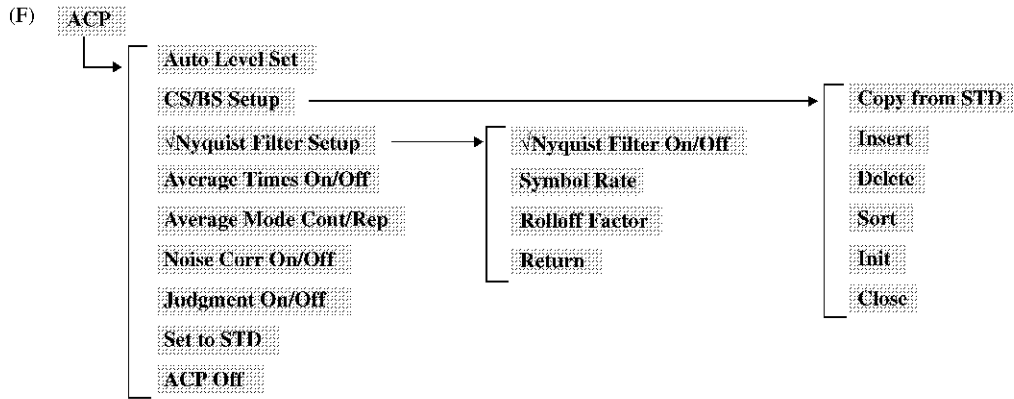 (F) ACP
Auto Level Set
CS/BS Setup
√Nyquist Filter Setup
Average Times On/Off
Average Mode Cont/Rep
Noise Corr On/Off
Judgment On/Off
Set to STD
ACP Off
√Nyquist Filter On/Off
Symbol Rate
Rolloff Factor
Return
Copy from STD
Insert
Delete
Sort
Init
Close